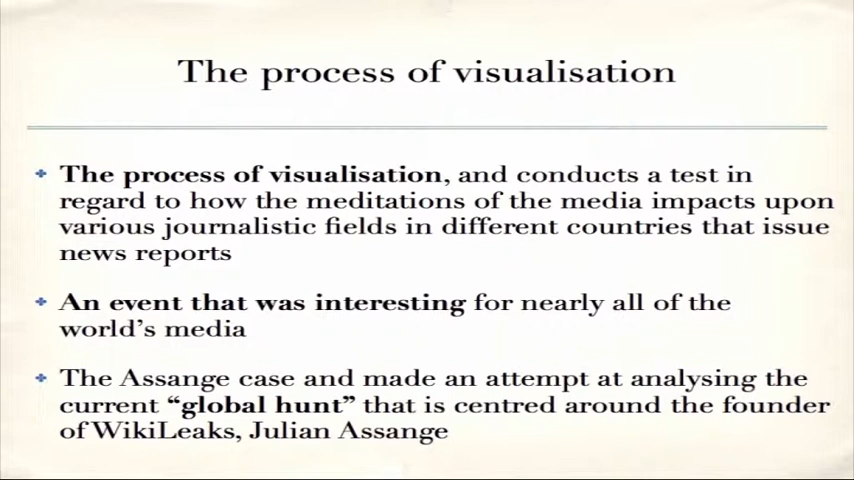 The process of visualisation
The process of visualisation, and conducts a test in
regard to how the meditations of the media impacts upon
various journalistic fields in different countries that issue
news reports
An event that was interesting for nearly all of the
world's media
The Assange case and made an attempt at analysing the
current “global hunt” that is centred around the founder
of WikiLeaks, Julian Assange